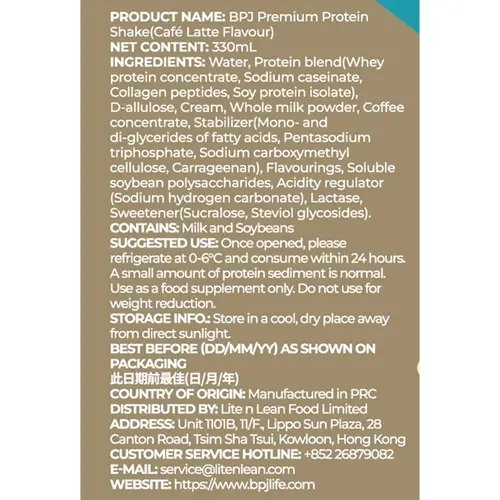 PRODUCT NAME: BPJ Premium Protein
Shake(Café Latte Flavour)
NET CONTENT: 330mL
INGREDIENTS: Water, Protein blend(Whey
protein concentrate, Sodium caseinate,
Collagen peptides, Soy protein isolate),
D-allulose, Cream, Whole milk powder, Coffee
concentrate, Stabilizer(Mono- and
di-glycerides of fatty acids, Pentasodium
triphosphate, Sodium carboxymethyl
cellulose, Carrageenan), Flavourings, Soluble
soybean polysaccharides, Acidity regulator
(Sodium hydrogen carbonate), Lactase,
Sweetener(Sucralose, Steviol glycosides).
CONTAINS: Milk and Soybeans
SUGGESTED USE: Once opened, please
refrigerate at 0-6°C and consume within 24 hours.
A small amount of protein sediment is normal.
Use as a food supplement only. Do not use for
weight reduction.
STORAGE INFO.: Store in a cool, dry place away
from direct sunlight.
BEST BEFORE (DD/MM/YY) AS SHOWN ON
PACKAGING
此日期前最佳(日/月/年)
COUNTRY OF ORIGIN: Manufactured in PRC
DISTRIBUTED BY: Lite n Lean Food Limited
ADDRESS: Unit 1101B, 11/F., Lippo Sun Plaza, 28
Canton Road, Tsim Sha Tsui, Kowloon, Hong Kong
CUSTOMER SERVICE HOTLINE: +852 26879082
E-MAIL: service@litenlean.com
WEBSITE: https://www.bpjlife.com